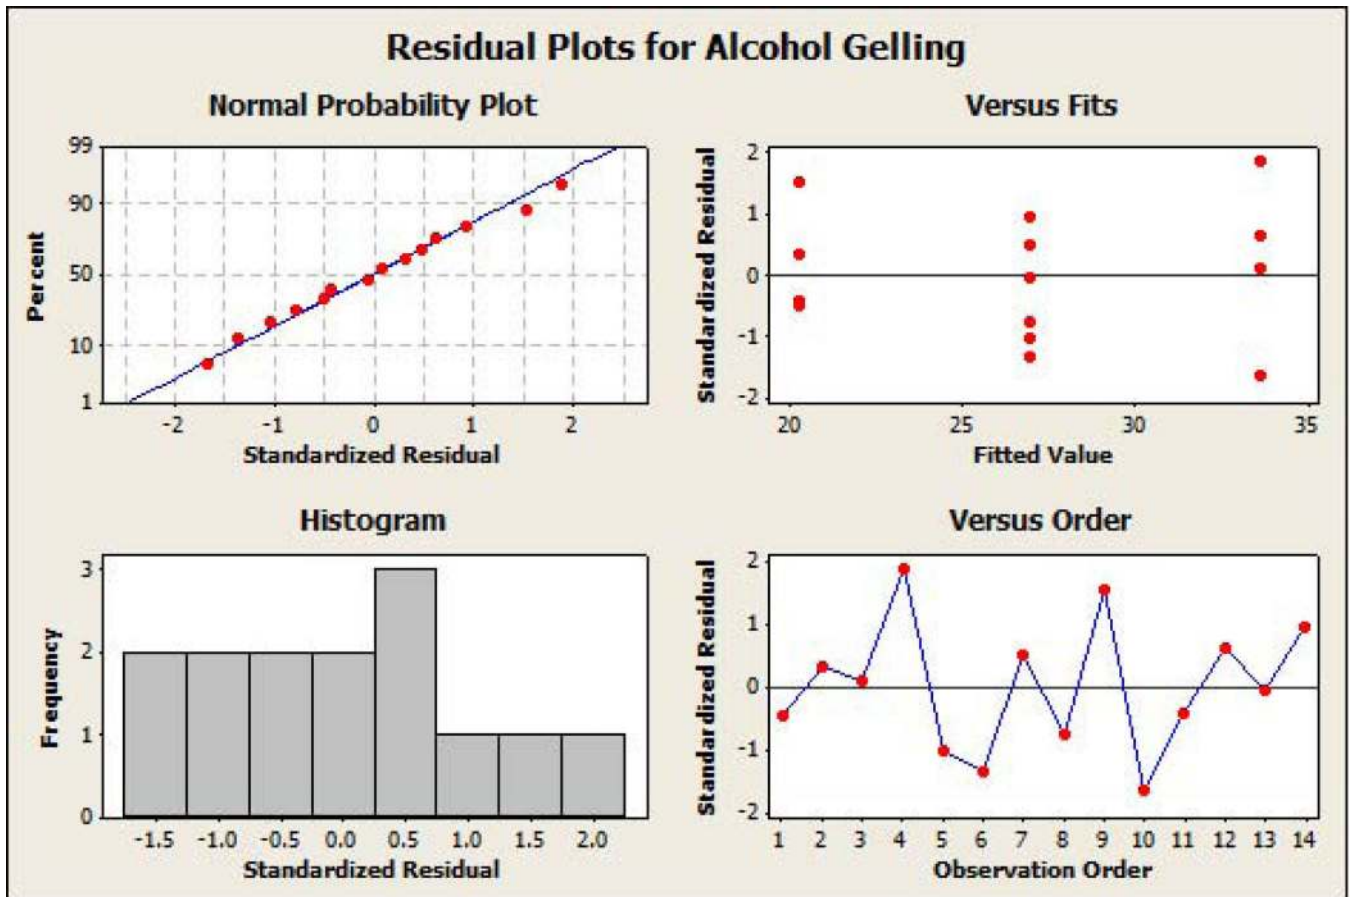 Residual Plots for Alcohol Gelling
Normal Probability Plot
99
90
50
10
1
Percent
-2 -1 0 1 2
Standardized Residual
Versus Fits
2
1
0
-1
-2
Standardized Residual
20 25 30 35
Fitted Value
Histogram
3
2
1
0
Frequency
-1.5 -1.0 -0.5 0.0 0.5 1.0 1.5 2.0
Standardized Residual
Versus Order
2
1
0
-1
-2
Standardized Residual
1 2 3 4 5 6 7 8 9 10 11 12 13 14
Observation Order